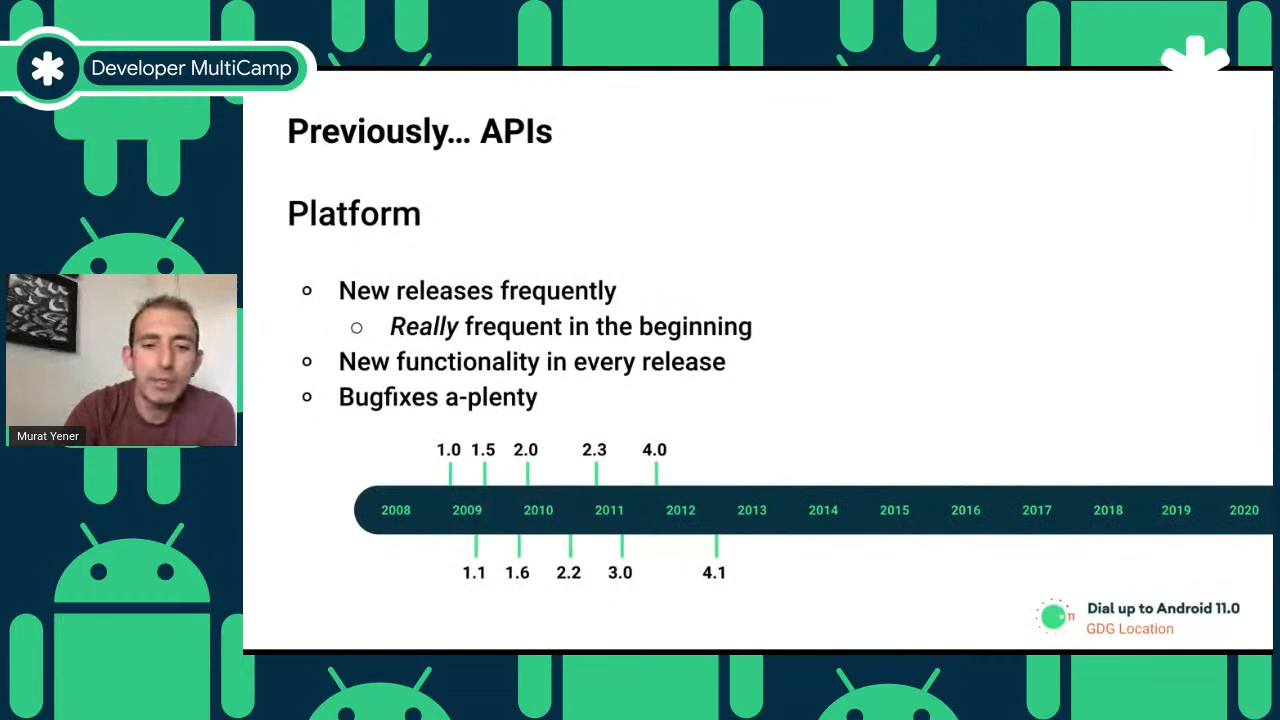 Developer MultiCamp
Previously... APIs
Platform
New releases frequently
Really frequent in the beginning
New functionality in every release
Bugfixes a-plenty
1.0 1.5 2.0 2.3 4.0
2008 2009 2010 2011 2012 2013 2014 2015 2016 2017 2018 2019 2020
1.1 1.6 2.2 3.0 4.1
11
Dial up to Android 11.0
GDG Location
Murat Yener